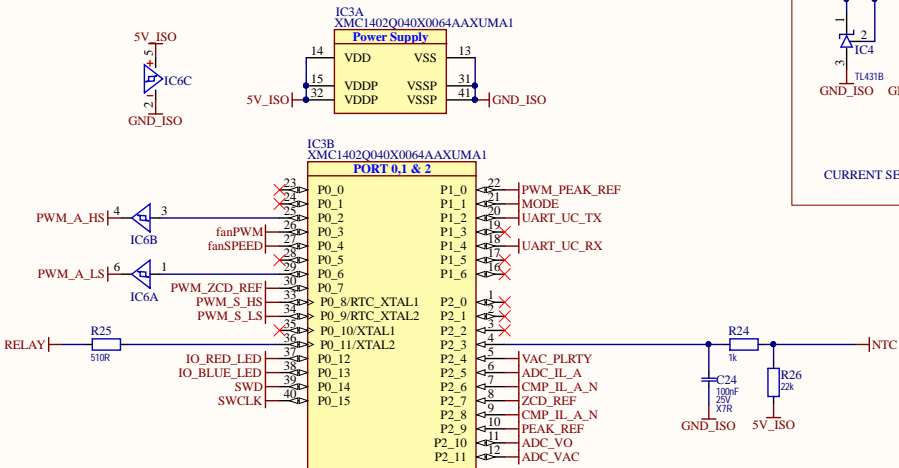 IC3A
XMC1402Q040X0064AAXUMA1
Power Supply
14 VDD VSS 13
15 VDDP VSSP 31
5V_ISO 32 VDDP VSSP 41 GND_ISO
5V_ISO
5
IC6C
2
GND_ISO
1
2
IC4
3
TL431B
GND_ISO
CURRENT SE
IC3B
XMC1402Q040X0064AAXUMA1
PORT 0,1 & 2
23 P0_0 P1_0 22 PWM_PEAK_REF
24 P0_1 P1_1 21 MODE
PWM_A_HS 4 3 25 P0_2 P1_2 20 UART_UC_TX
IC6B
fanPWM 26 P0_3 P1_3 19
fanSPEED 27 P0_4 P1_4 18 UART_UC_RX
28 P0_5 P1_5 17
PWM_A_LS 6 1 29 P0_6 P1_6 16
IC6A
PWM_ZCD_REF 30 P0_7
PWM_S_HS 33 P0_8/RTC_XTAL1 P2_0 1
PWM_S_LS 34 P0_9/RTC_XTAL2 P2_1 2
35 P0_10/XTAL1 P2_2 3
RELAY R25 36 P0_11/XTAL2 P2_3 4 R24 NTC
510R
1k
IO_RED_LED 37 P0_12 P2_4 5 VAC_PLRTY
IO_BLUE_LED 38 P0_13 P2_5 6 ADC_IL_A
SWD 39 P0_14 P2_6 7 CMP_IL_A_N
SWCLK 40 P0_15 P2_7 8 ZCD_REF
P2_8 9 CMP_IL_A_N
P2_9 10 PEAK_REF
P2_10 11 ADC_VO
P2_11 12 ADC_VAC
C24
100nF
25V
X7R
GND_ISO
R26
22k
5V_ISO